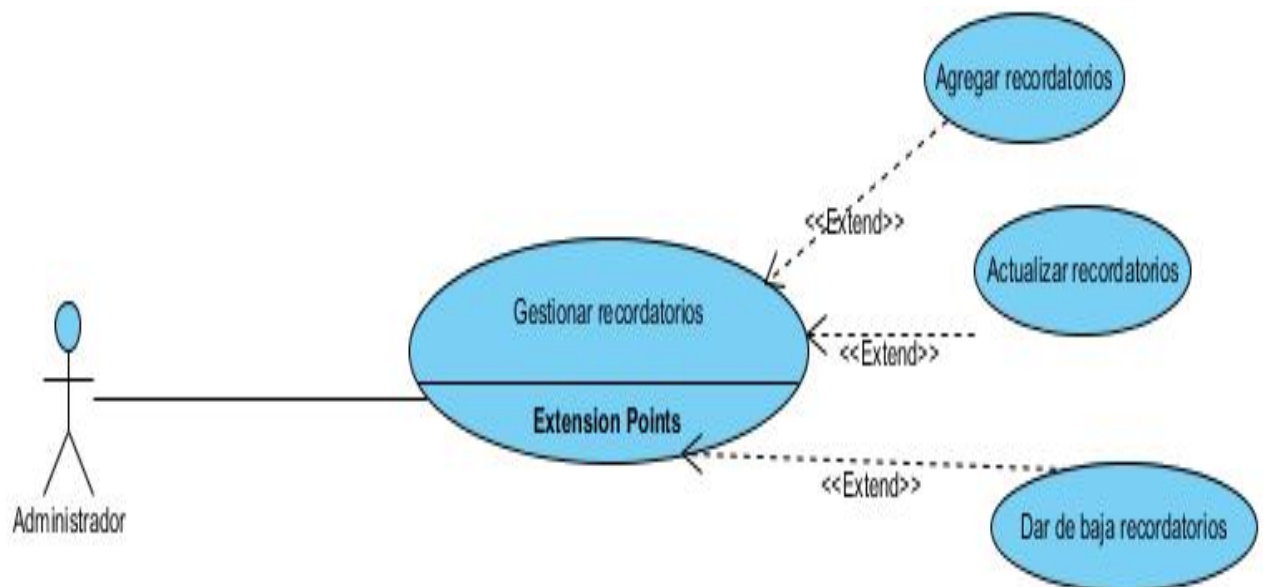 Agregar recordatorios
<<Extend>>
Actualizar recordatorios
Gestionar recordatorios
<<Extend>>
Extension Points
<<Extend>>
Administrador
Dar de baja recordatorios